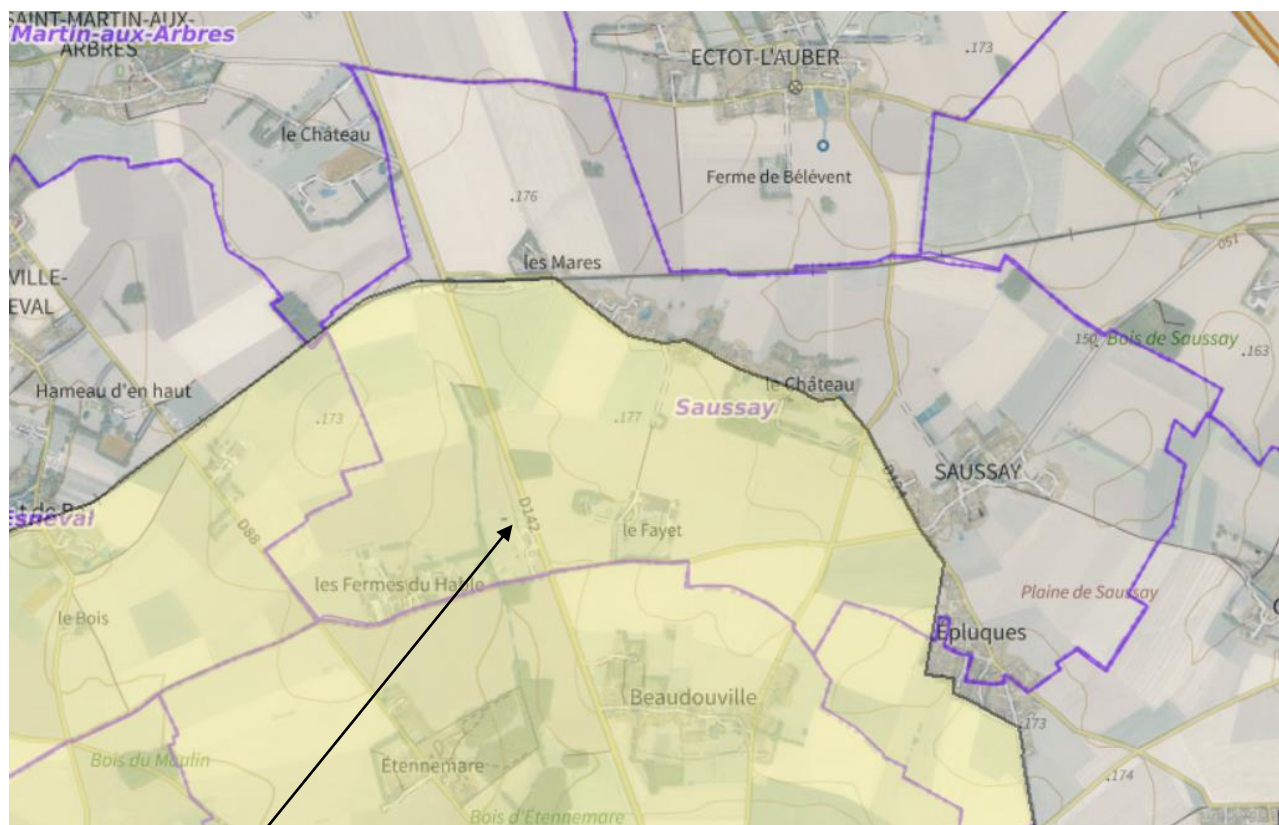 SAINT-MARTIN-AUX-
Martin-aux-Arbres
ARBRES
ECTOT-L'AUBER
.173
le Château
Ferme de Bélévent
.176
les Mares
051
VILLE-
EVAL
150
Bois de Saussay
.163
Hameau d'en haut
le Château
Saussay
.173
.177
SAUSSAY
Esneval
D88
D142
le Fayet
les Fermes du Hable
Plaine de Saussay
le Bois
Épluques
Beaudouville
.173
Bois du Moulin
Étennemare
.174
Bois d'Étennemare